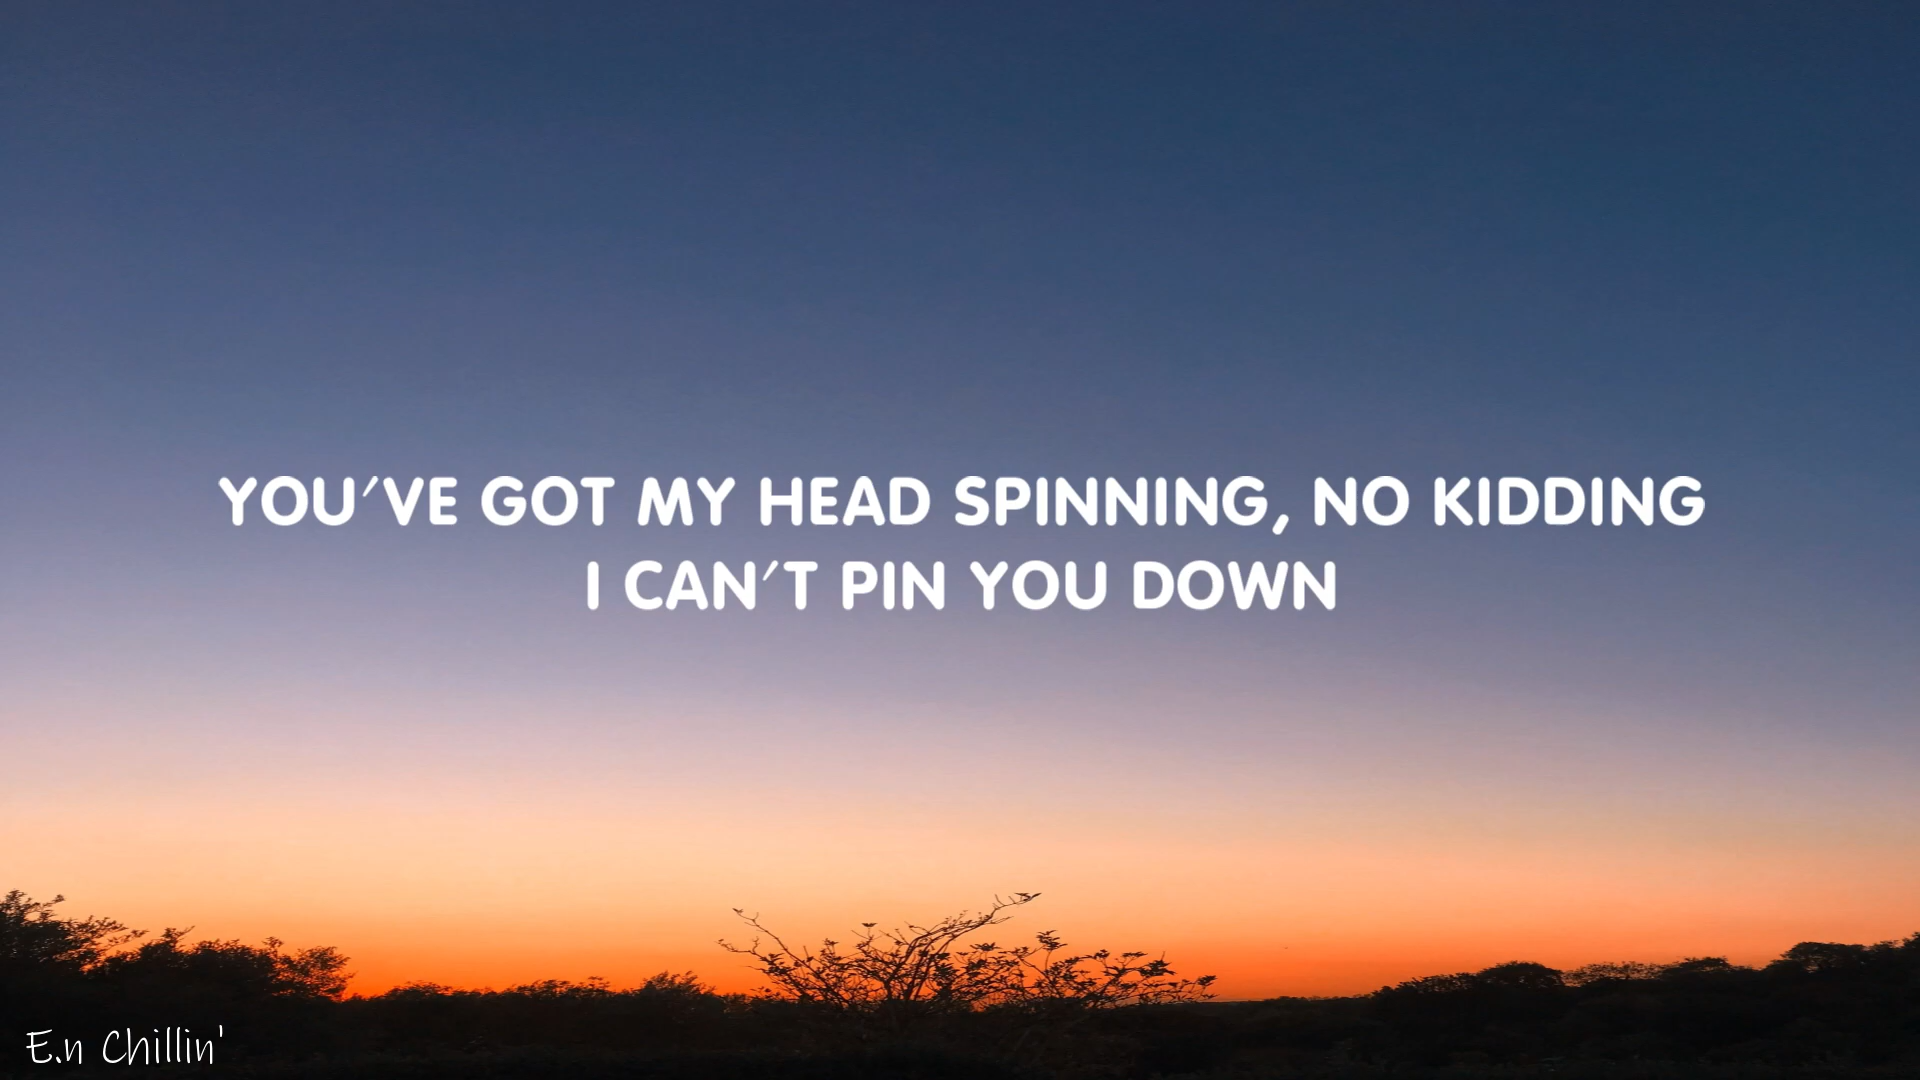 YOU'VE GOT MY HEAD SPINNING, NO KIDDING
I CAN'T PIN YOU DOWN
E.n Chillin'